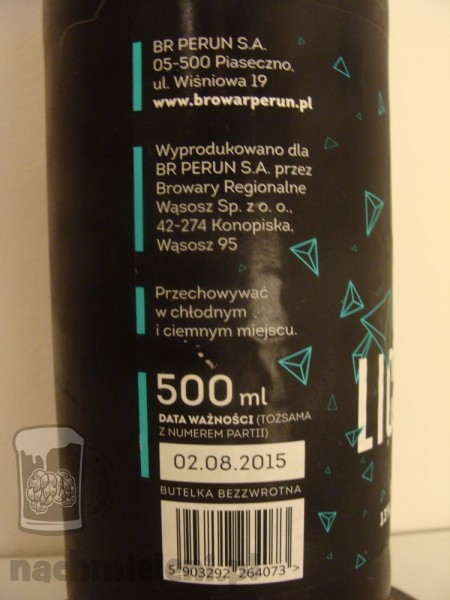 BR PERUN S.A.
05-500 Piaseczno,
ul. Wiśniowa 19
www.browarperun.pl
Wyprodukowano dla
BR PERUN S.A. przez
Browary Regionalne
Wąsosz Sp. z o. o.,
42-274 Konopiska,
Wąsosz 95
Przechowywać
w chłodnym
i ciemnym miejscu.
500 ml
DATA WAŻNOŚCI (TOŻSAMA
Z NUMEREM PARTII)
02.08.2015
BUTELKA BEZZWROTNA
5 903292 264073 >